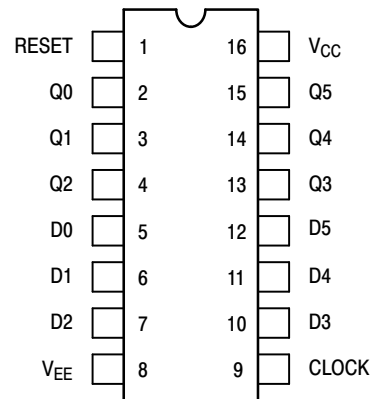 RESET 1 16 VCC
Q0 2 15 Q5
Q1 3 14 Q4
Q2 4 13 Q3
D0 5 12 D5
D1 6 11 D4
D2 7 10 D3
VEE 8 9 CLOCK